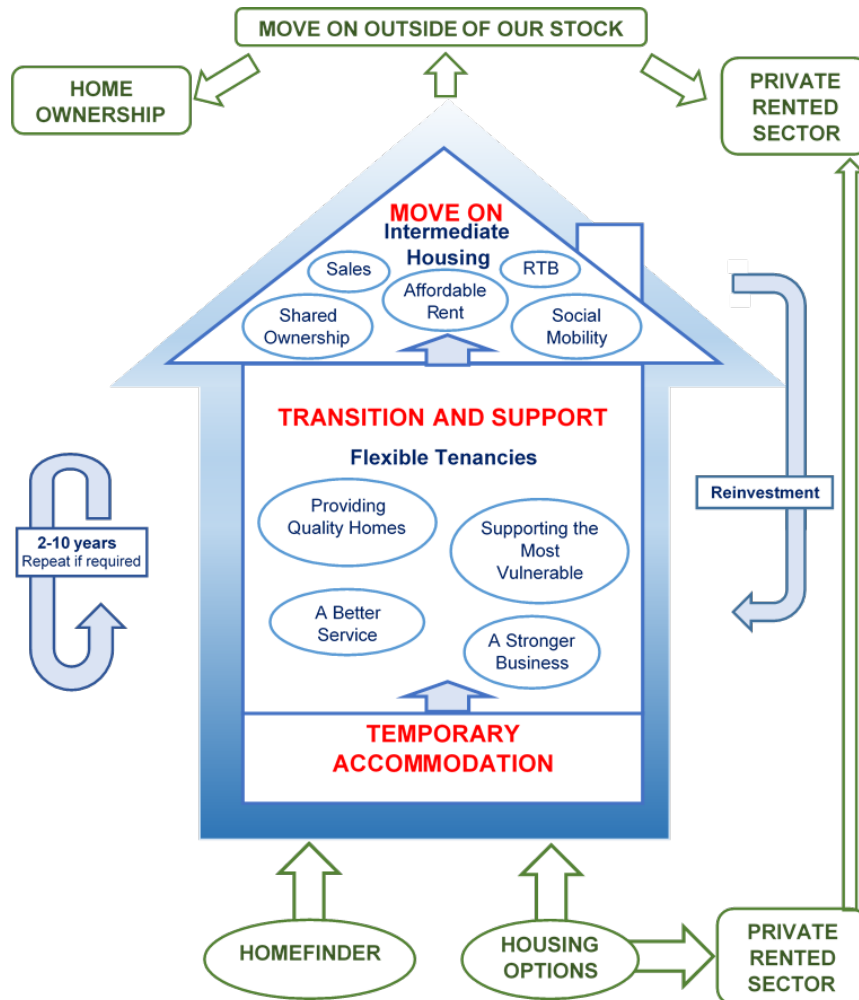 MOVE ON OUTSIDE OF OUR STOCK
HOME
OWNERSHIP
PRIVATE
RENTED
SECTOR
MOVE ON
Intermediate
Housing
Sales
RTB
Affordable
Rent
Shared
Ownership
Social
Mobility
TRANSITION AND SUPPORT
Flexible Tenancies
Providing
Quality Homes
Supporting the
Most
Vulnerable
Reinvestment
2-10 years
Repeat if required
A Better
Service
A Stronger
Business
TEMPORARY
ACCOMMODATION
HOMEFINDER
HOUSING
OPTIONS
PRIVATE
RENTED
SECTOR